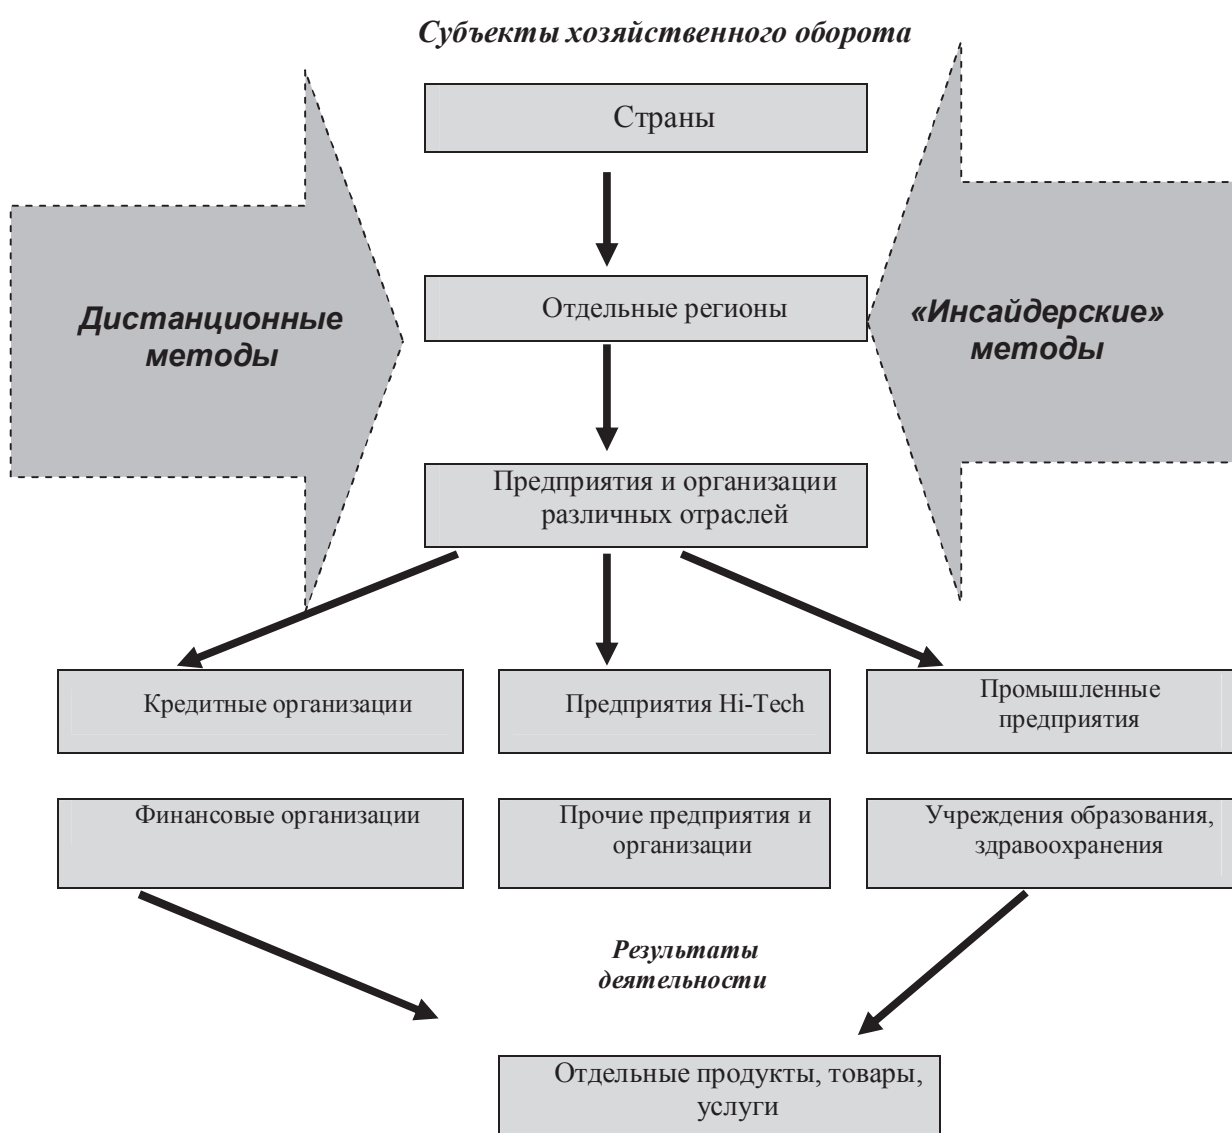 Субъекты хозяйственного оборота
Страны
Отдельные регионы
Дистанционные
методы
«Инсайдерские»
методы
Предприятия и организации
различных отраслей
Кредитные организации
Предприятия Hi-Tech
Промышленные
предприятия
Финансовые организации
Прочие предприятия и
организации
Учреждения образования,
здравоохранения
Результаты
деятельности
Отдельные продукты, товары,
услуги